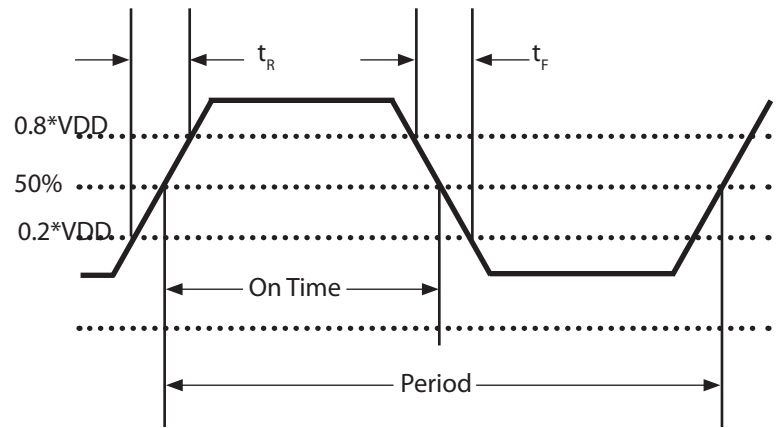 t_R
t_F
0.8*VDD
50%
0.2*VDD
On Time
Period